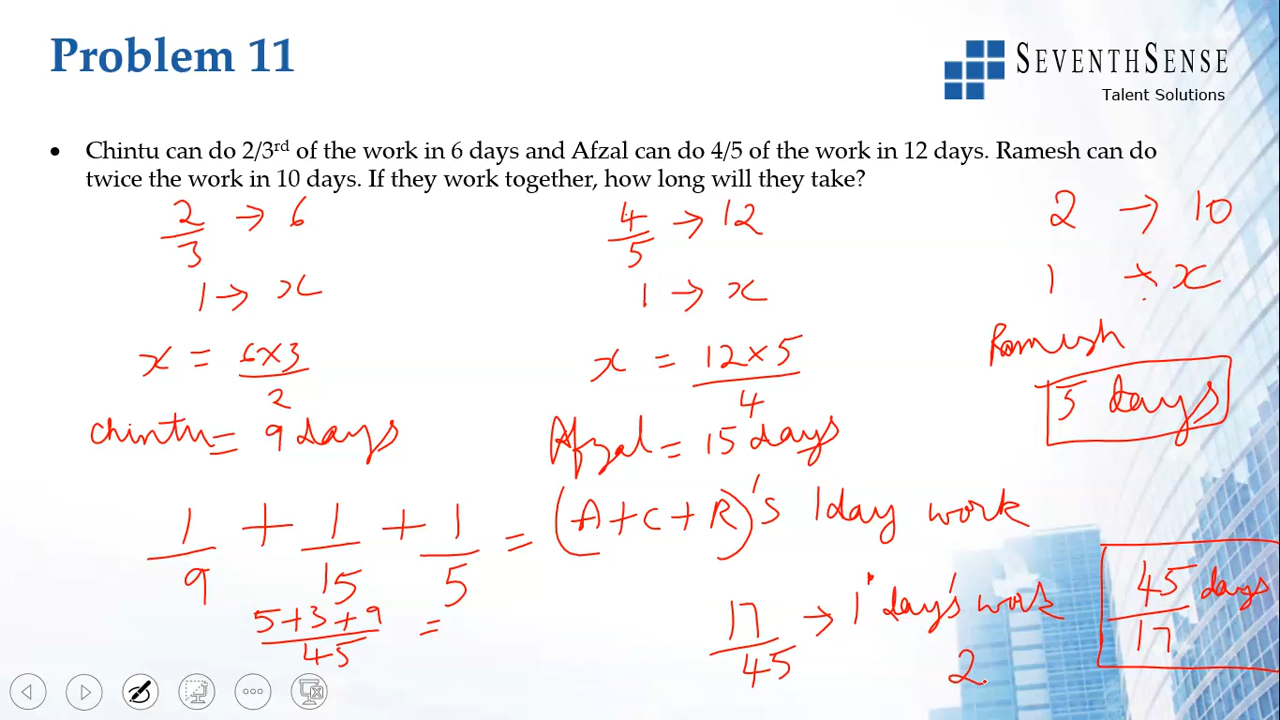 Problem 11
SEVENTHSENSE
Talent Solutions
• Chintu can do 2/3rd of the work in 6 days and Afzal can do 4/5 of the work in 12 days. Ramesh can do
twice the work in 10 days. If they work together, how long will they take?
2/3 → 6
1 → x
x = 6×3/2
chintu = 9 days
4/5 → 12
1 → x
x = 12×5/4
Afzal = 15 days
2 → 10
1 → x
Ramesh
5 days
1/9 + 1/15 + 1/5 = (A+C+R)'s 1day work
5+3+9/45 =
17/45 → 1 day's work
2.
45/17 days